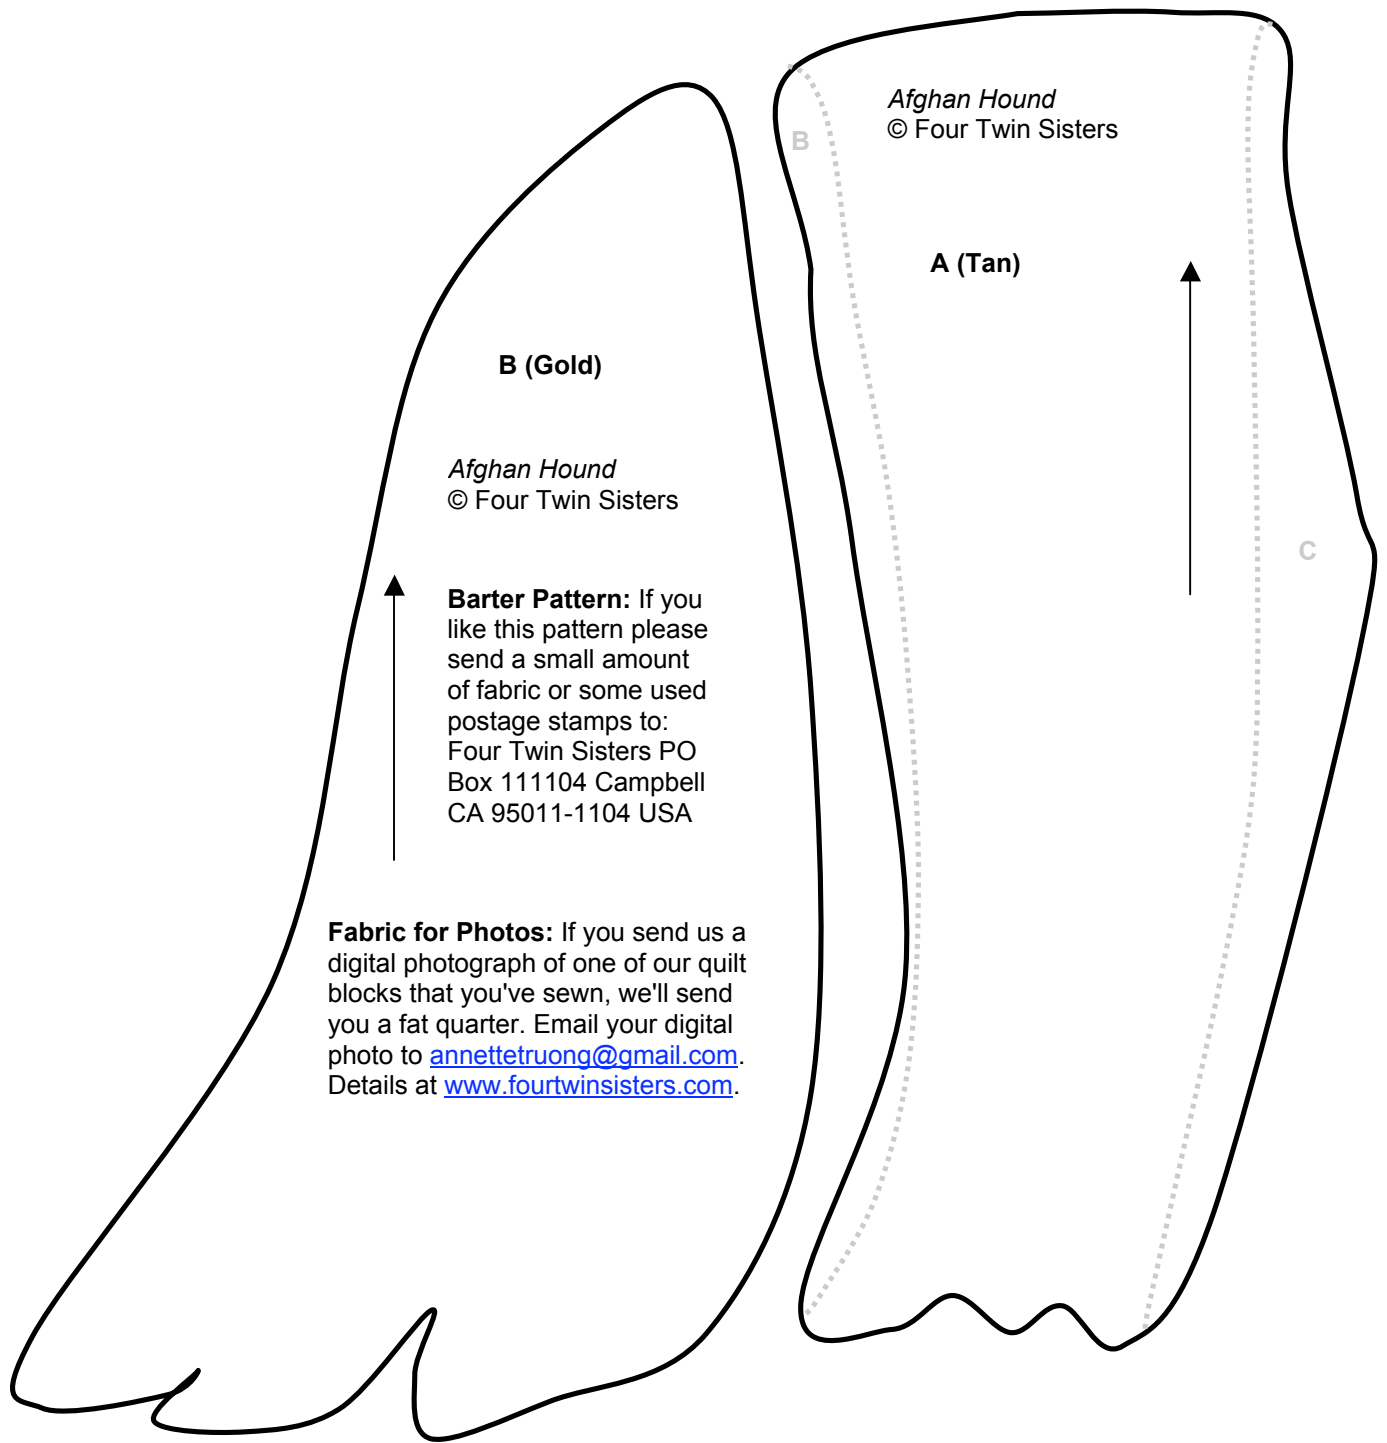 B (Gold)
Afghan Hound
© Four Twin Sisters
Barter Pattern: If you
like this pattern please
send a small amount
of fabric or some used
postage stamps to:
Four Twin Sisters PO
Box 111104 Campbell
CA 95011-1104 USA
Fabric for Photos: If you send us a
digital photograph of one of our quilt
blocks that you've sewn, we'll send
you a fat quarter. Email your digital
photo to annettetruong@gmail.com.
Details at www.fourtwinsisters.com.
Afghan Hound
© Four Twin Sisters
B
A (Tan)
C